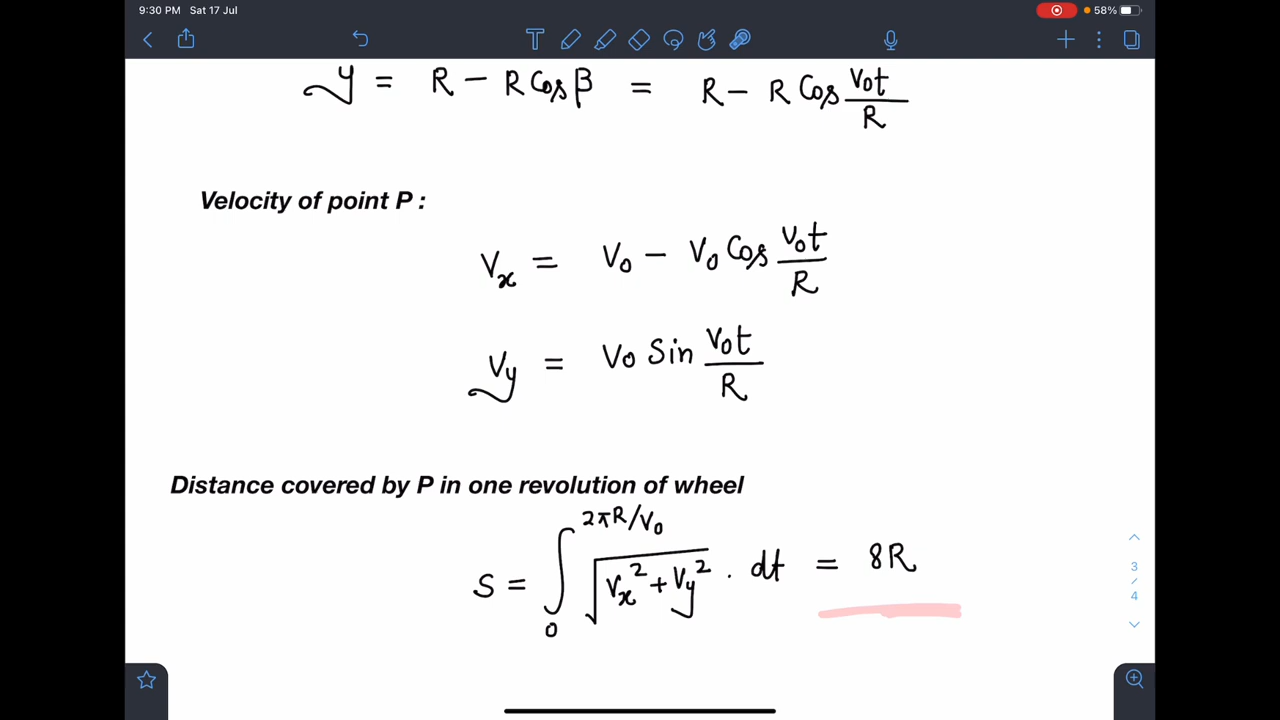 9:30 PM Sat 17 Jul 58%
y = R - R Cos β = R - R Cos v0t/R
Velocity of point P :
Vx = V0 - V0 Cos V0t/R
Vy = V0 Sin V0t/R
Distance covered by P in one revolution of wheel
S = ∫₀^(2πR/V0) √(Vx² + Vy²) . dt = 8R
3
/
4